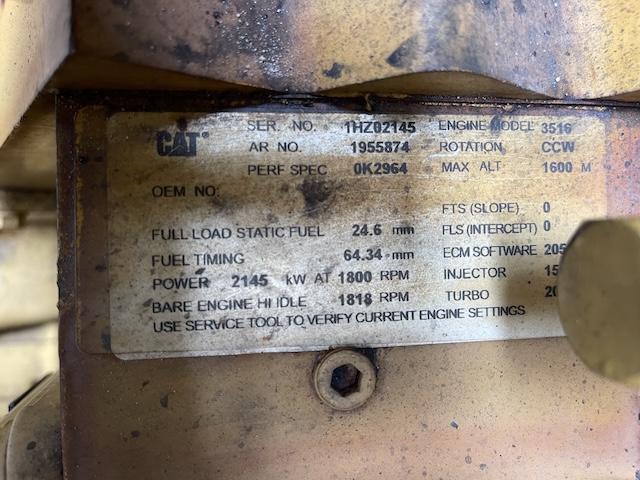 CAT SER. NO. 1HZ02145 ENGINE MODEL 3516
AR NO. 1955874 ROTATION CCW
PERF SPEC 0K2964 MAX ALT 1600 M
OEM NO:
FTS (SLOPE) 0
FULL LOAD STATIC FUEL 24.6 mm FLS (INTERCEPT) 0
FUEL TIMING 64.34 mm ECM SOFTWARE
POWER 2145 kW AT 1800 RPM INJECTOR
BARE ENGINE HI IDLE 1818 RPM TURBO
USE SERVICE TOOL TO VERIFY CURRENT ENGINE SETTINGS